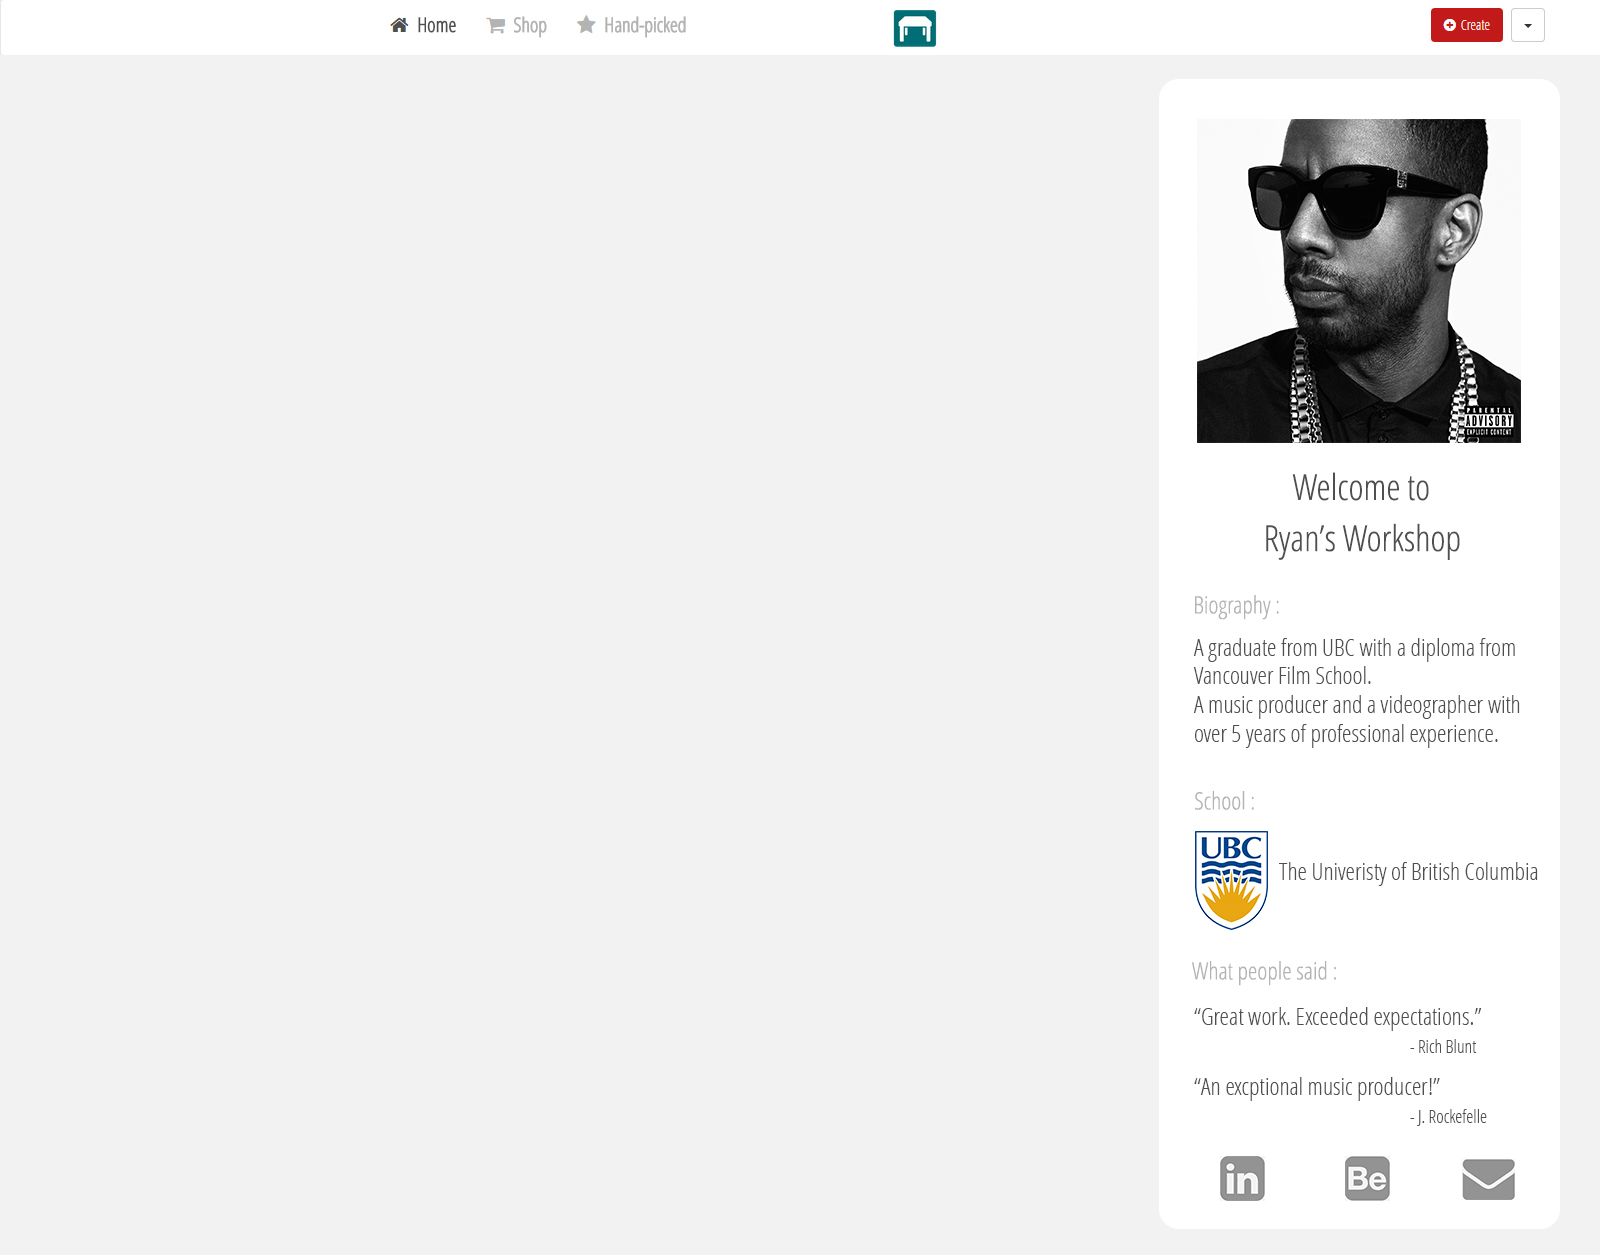 Home Shop Hand-picked Create
PARENTAL
ADVISORY
EXPLICIT CONTENT
Welcome to
Ryan’s Workshop
Biography :
A graduate from UBC with a diploma from
Vancouver Film School.
A music producer and a videographer with
over 5 years of professional experience.
School :
UBC
The Univeristy of British Columbia
What people said :
“Great work. Exceeded expectations.”
- Rich Blunt
“An excptional music producer!”
- J. Rockefelle
in Be